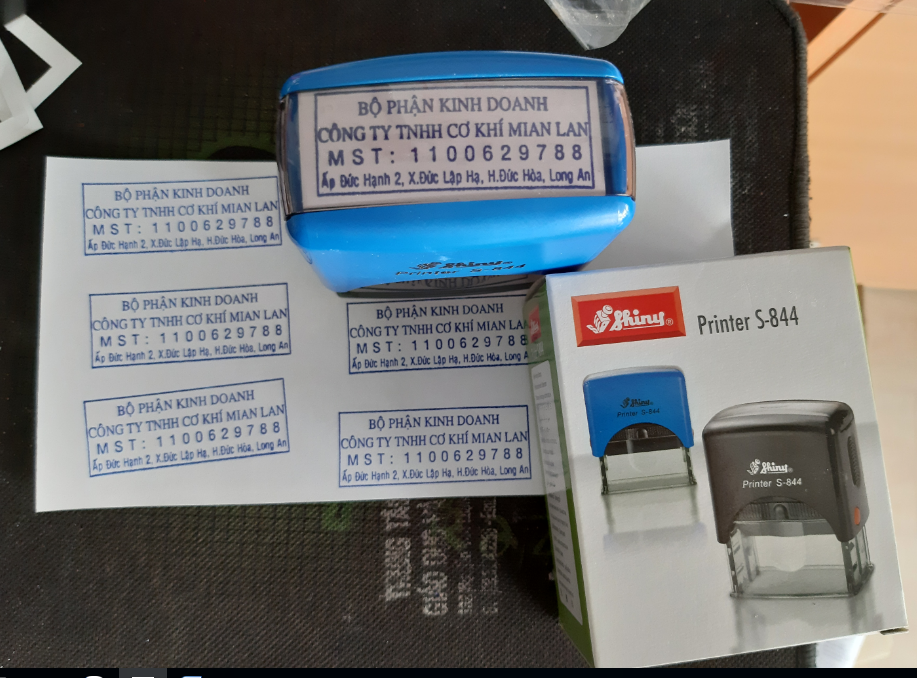 BỘ PHẬN KINH DOANH
CÔNG TY TNHH CƠ KHÍ MIAN LAN
MST: 1100629788
Ấp Đức Hạnh 2, X.Đức Lập Hạ, H.Đức Hòa, Long An
Shiny
Printer S-844
BỘ PHẬN KINH DOANH
CÔNG TY TNHH CƠ KHÍ MIAN LAN
MST: 1100629788
Ấp Đức Hạnh 2, X.Đức Lập Hạ, H.Đức Hòa, Long An
BỘ PHẬN KINH DOANH
CÔNG TY TNHH CƠ KHÍ MIAN LAN
MST: 1100629788
Ấp Đức Hạnh 2, X.Đức Lập Hạ, H.Đức Hòa, Long An
BỘ PHẬN KINH DOANH
CÔNG TY TNHH CƠ KHÍ MIAN LAN
MST: 1100629788
Ấp Đức Hạnh 2, X.Đức Lập Hạ, H.Đức Hòa, Long An
BỘ PHẬN KINH DOANH
CÔNG TY TNHH CƠ KHÍ MIAN LAN
MST: 110062978
Ấp Đức Hạnh 2, X.Đức Lập Hạ, H.Đức Hòa, Long An
BỘ PHẬN KINH DOANH
CÔNG TY TNHH CƠ KHÍ MIAN LAN
MST: 1100629788
Ấp Đức Hạnh 2, X.Đức Lập Hạ, H.Đức Hòa, Long An
Shiny® Printer S-844
Shiny
Printer S-844
Shiny
Printer S-844
TRUNG TÂ
GIÁO DỤC